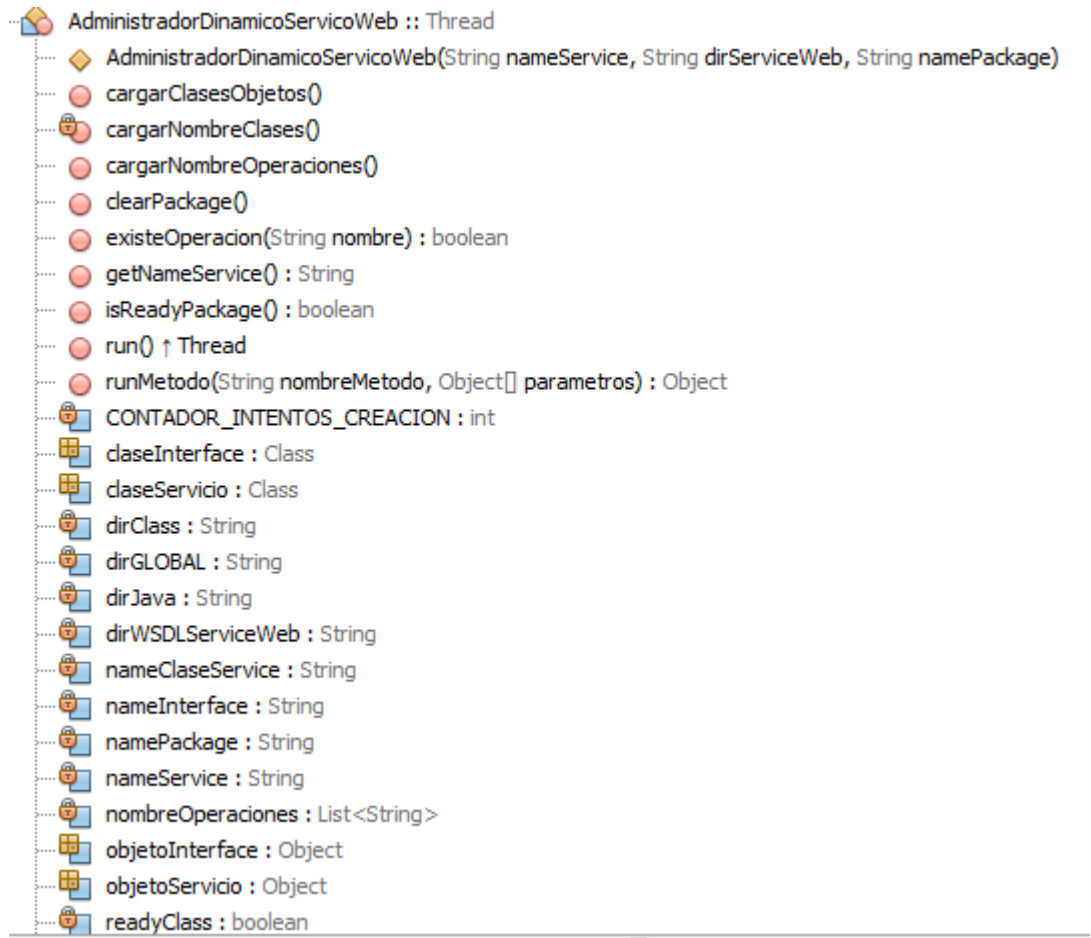 AdministradorDinamicoServicoWeb :: Thread
AdministradorDinamicoServicoWeb(String nameService, String dirServiceWeb, String namePackage)
cargarClasesObjetos()
cargarNombreClases()
cargarNombreOperaciones()
clearPackage()
existeOperacion(String nombre) : boolean
getNameService() : String
isReadyPackage() : boolean
run() ↑ Thread
runMetodo(String nombreMetodo, Object[] parametros) : Object
CONTADOR_INTENTOS_CREACION : int
claseInterface : Class
claseServicio : Class
dirClass : String
dirGLOBAL : String
dirJava : String
dirWSDLServiceWeb : String
nameClaseService : String
nameInterface : String
namePackage : String
nameService : String
nombreOperaciones : List<String>
objetoInterface : Object
objetoServicio : Object
readyClass : boolean